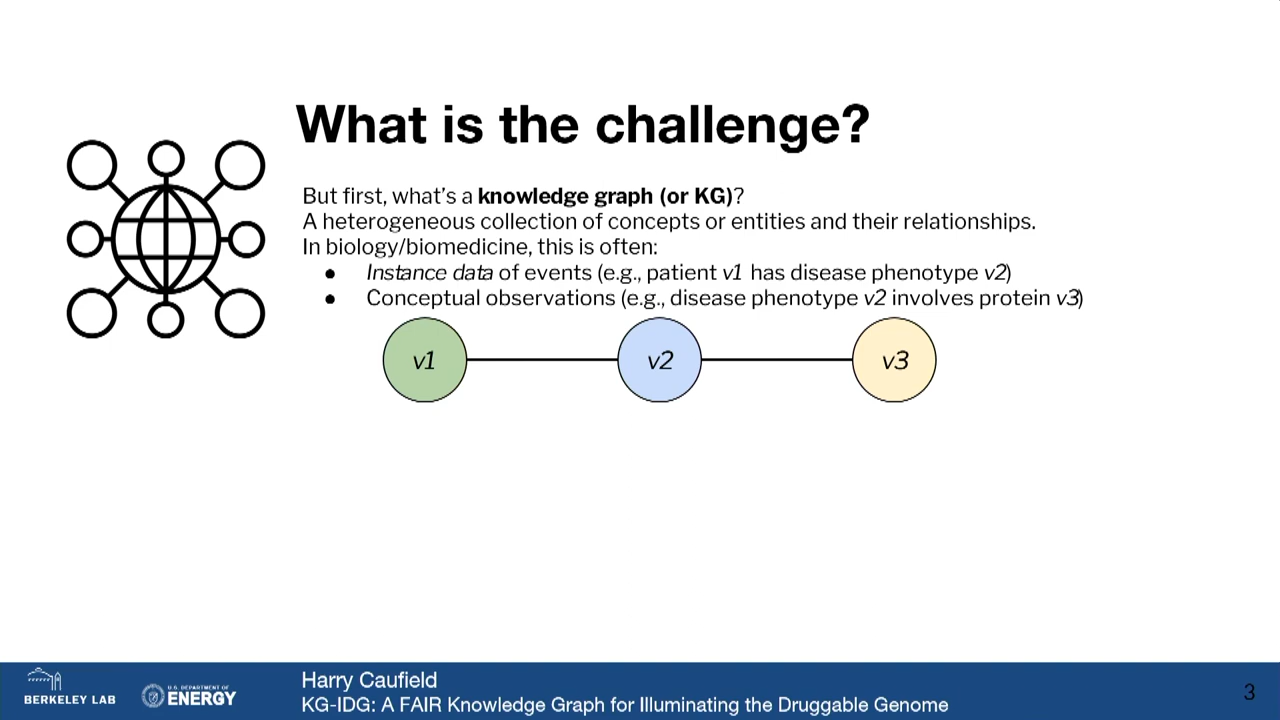 What is the challenge?
But first, what's a knowledge graph (or KG)?
A heterogeneous collection of concepts or entities and their relationships.
In biology/biomedicine, this is often:
● Instance data of events (e.g., patient v1 has disease phenotype v2)
● Conceptual observations (e.g., disease phenotype v2 involves protein v3)
v1 v2 v3
BERKELEY LAB
U.S. DEPARTMENT OF
ENERGY
Harry Caufield
KG-IDG: A FAIR Knowledge Graph for Illuminating the Druggable Genome
3